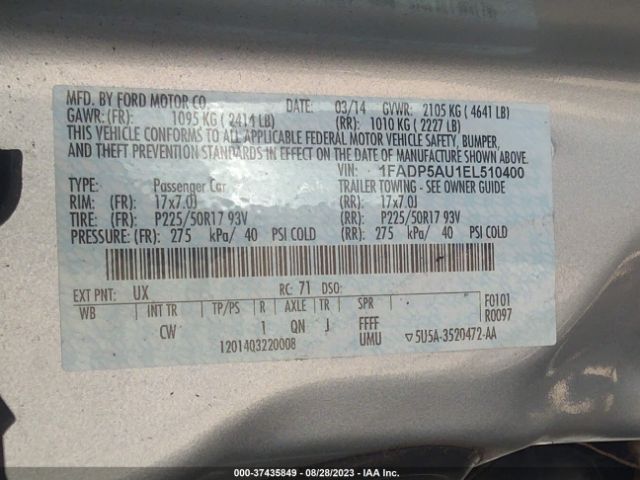 MFD. BY FORD MOTOR CO.
DATE: 03/14 GVWR: 2105 KG ( 4641 LB)
GAWR: (FR): 1095 KG ( 2414 LB) (RR): 1010 KG ( 2227 LB)
THIS VEHICLE CONFORMS TO ALL APPLICABLE FEDERAL MOTOR VEHICLE SAFETY, BUMPER,
AND THEFT PREVENTION STANDARDS IN EFFECT ON THE DATE OF MANUFACTURE SHOWN ABOVE.
VIN: 1FADP5AU1EL510400
TYPE: Passenger Car TRAILER TOWING - SEE OWNER GUIDE
RIM: (FR): 17x7.0J (RR): 17x7.0J
TIRE: (FR): P225/50R17 93V (RR): P225/50R17 93V
PRESSURE: (FR): 275 kPa/ 40 PSI COLD (RR): 275 kPa/ 40 PSI COLD
EXT PNT: UX RC: 71 DSO:
WB INT TR TP/PS R AXLE TR SPR F0101
CW 1 QN J FFFF R0097
1201403220008 UMU 5U5A-3520472-AA
000-37435849 - 08/28/2023 - IAA Inc.